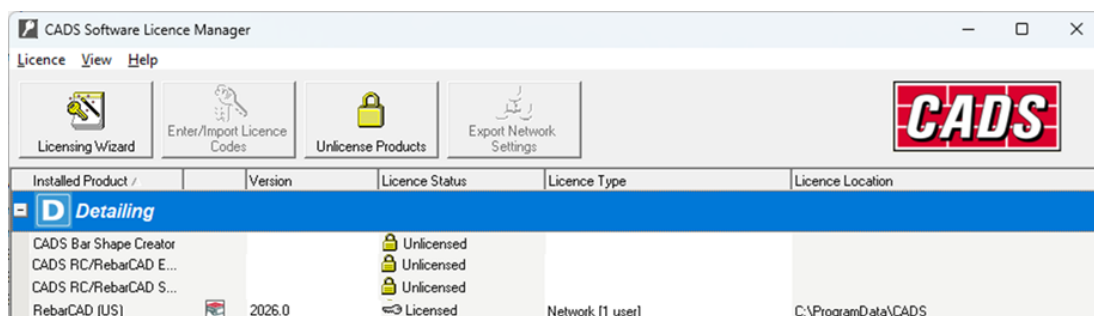 CADS Software Licence Manager
Licence View Help
Licensing Wizard
Enter/Import Licence
Codes
Unlicense Products
Export Network
Settings
CADS
Installed Product / Version Licence Status Licence Type Licence Location
D Detailing
CADS Bar Shape Creator Unlicensed
CADS RC/RebarCAD E... Unlicensed
CADS RC/RebarCAD S... Unlicensed
RebarCAD (US) 2026.0 Licensed Network [1 user] C:\ProgramData\CADS